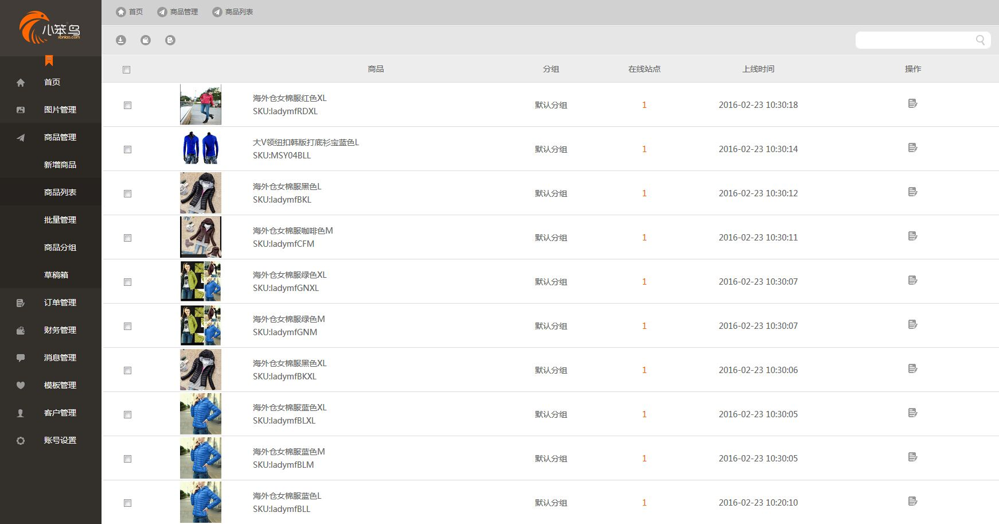 小笨鸟
xbniao.com
首页
图片管理
商品管理
新增商品
商品列表
批量管理
商品分组
草稿箱
订单管理
财务管理
消息管理
模板管理
客户管理
账号设置
首页 商品管理 商品列表
商品 分组 在线站点 上线时间 操作
海外仓女棉服红色XL
SKU:ladymfRDXL
默认分组 1 2016-02-23 10:30:18
大V领纽扣韩版打底衫宝蓝色L
SKU:MSY04BLL
默认分组 1 2016-02-23 10:30:14
海外仓女棉服黑色L
SKU:ladymfBKL
默认分组 1 2016-02-23 10:30:12
海外仓女棉服咖啡色M
SKU:ladymfCFM
默认分组 1 2016-02-23 10:30:11
海外仓女棉服绿色XL
SKU:ladymfGNXL
默认分组 1 2016-02-23 10:30:07
海外仓女棉服绿色M
SKU:ladymfGNM
默认分组 1 2016-02-23 10:30:07
海外仓女棉服黑色XL
SKU:ladymfBKXL
默认分组 1 2016-02-23 10:30:06
海外仓女棉服蓝色XL
SKU:ladymfBLXL
默认分组 1 2016-02-23 10:30:05
海外仓女棉服蓝色M
SKU:ladymfBLM
默认分组 1 2016-02-23 10:30:05
海外仓女棉服蓝色L
SKU:ladymfBLL
默认分组 1 2016-02-23 10:20:10